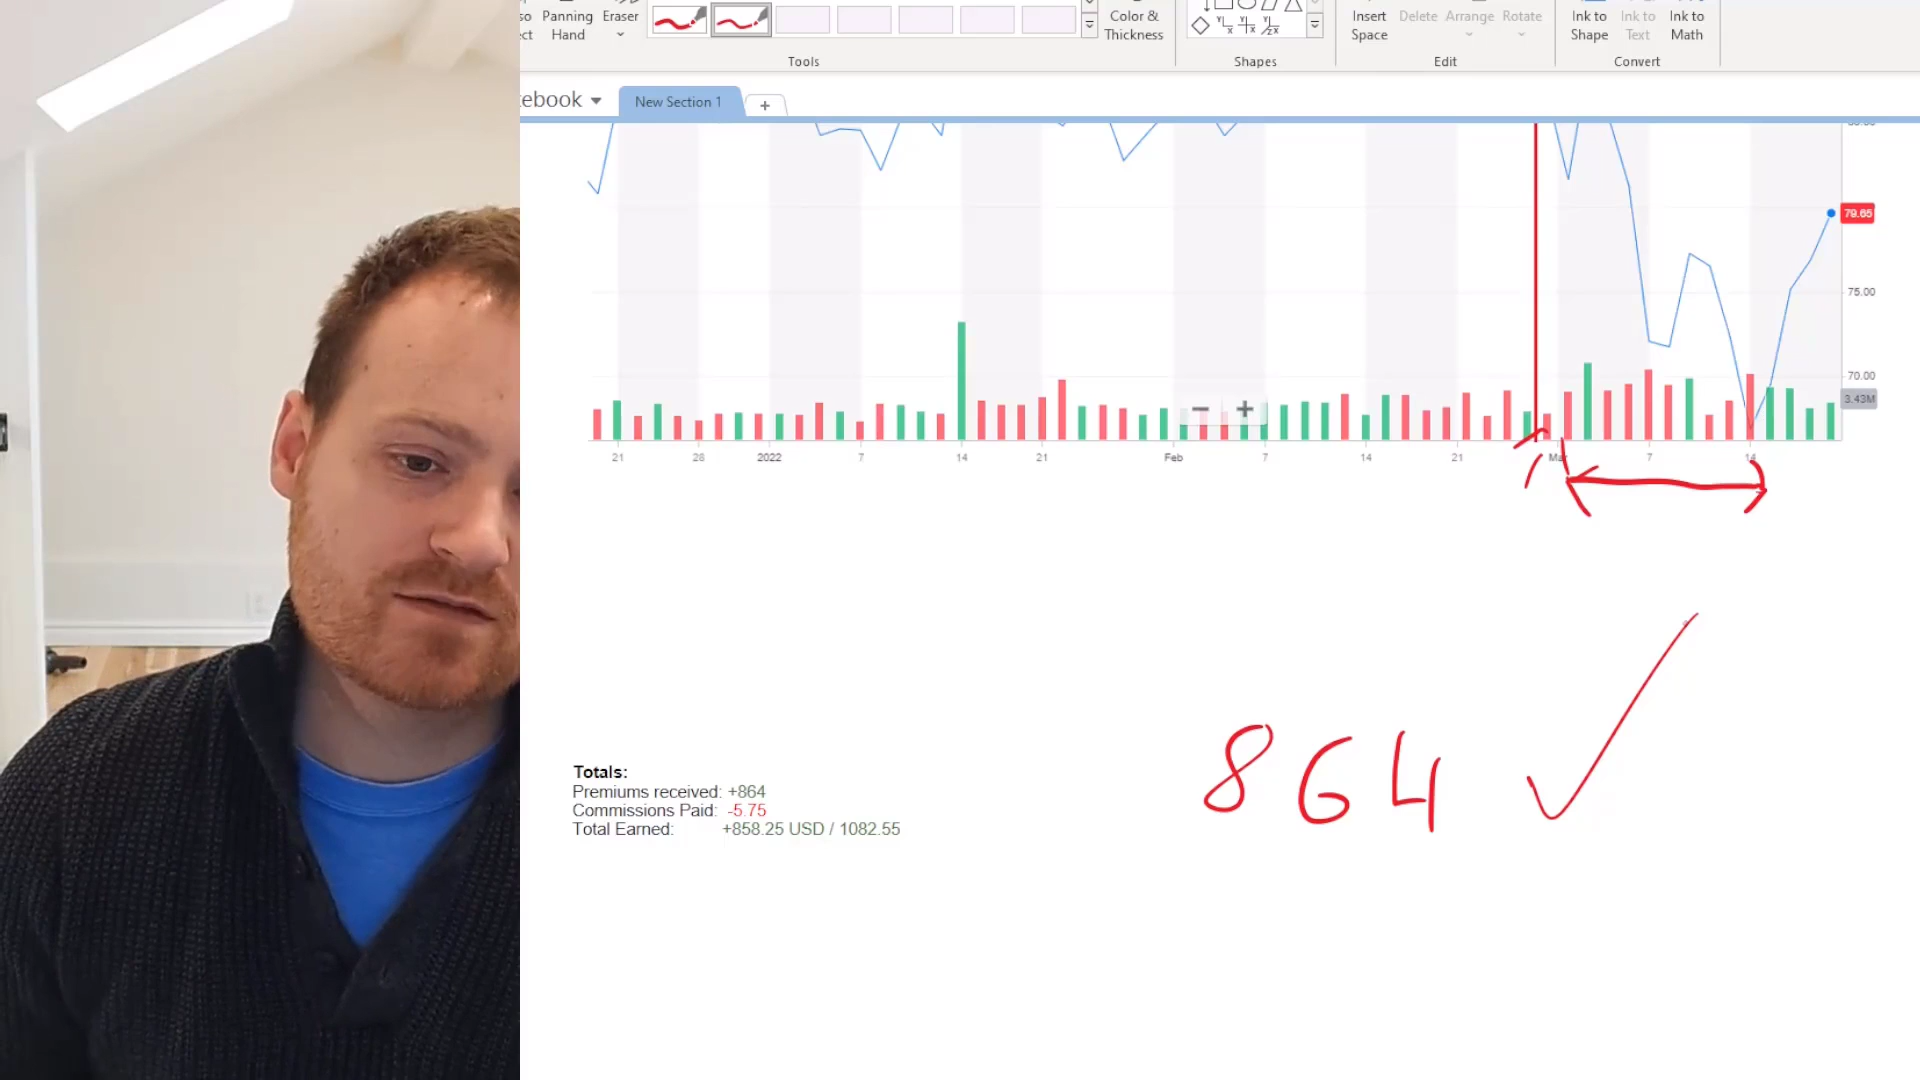 Panning
Hand
Eraser
Color &
Thickness
Insert
Space
Delete
Arrange
Rotate
Ink to
Shape
Ink to
Text
Ink to
Math
Tools
Shapes
Edit
Convert
tebook
New Section 1
+
79.65
75.00
70.00
3.43M
21 28 2022 7 14 21 Feb 7 14 21 Mar 7 14
864
Totals:
Premiums received: +864
Commissions Paid: -5.75
Total Earned: +858.25 USD / 1082.55